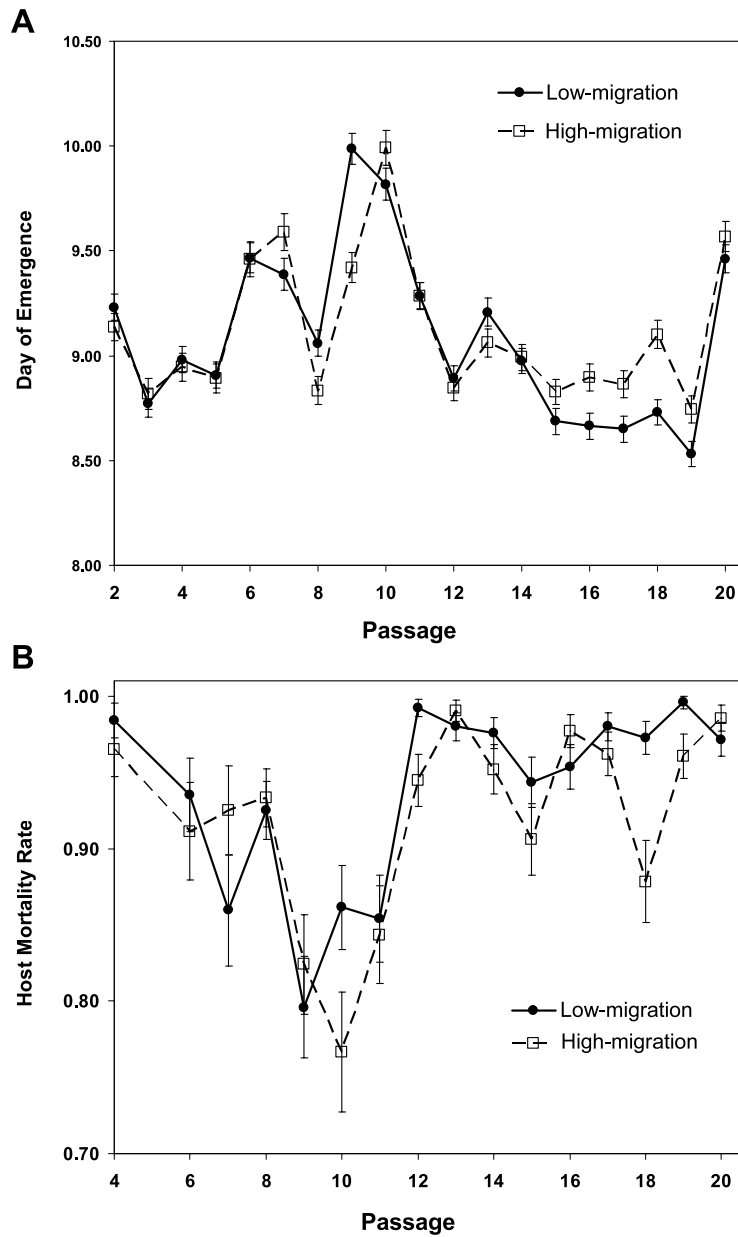 A
Day of Emergence
10.50
10.00
9.50
9.00
8.50
8.00
Low-migration
High-migration
2 4 6 8 10 12 14 16 18 20
Passage
B
Host Mortality Rate
1.00
0.90
0.80
0.70
Low-migration
High-migration
4 6 8 10 12 14 16 18 20
Passage